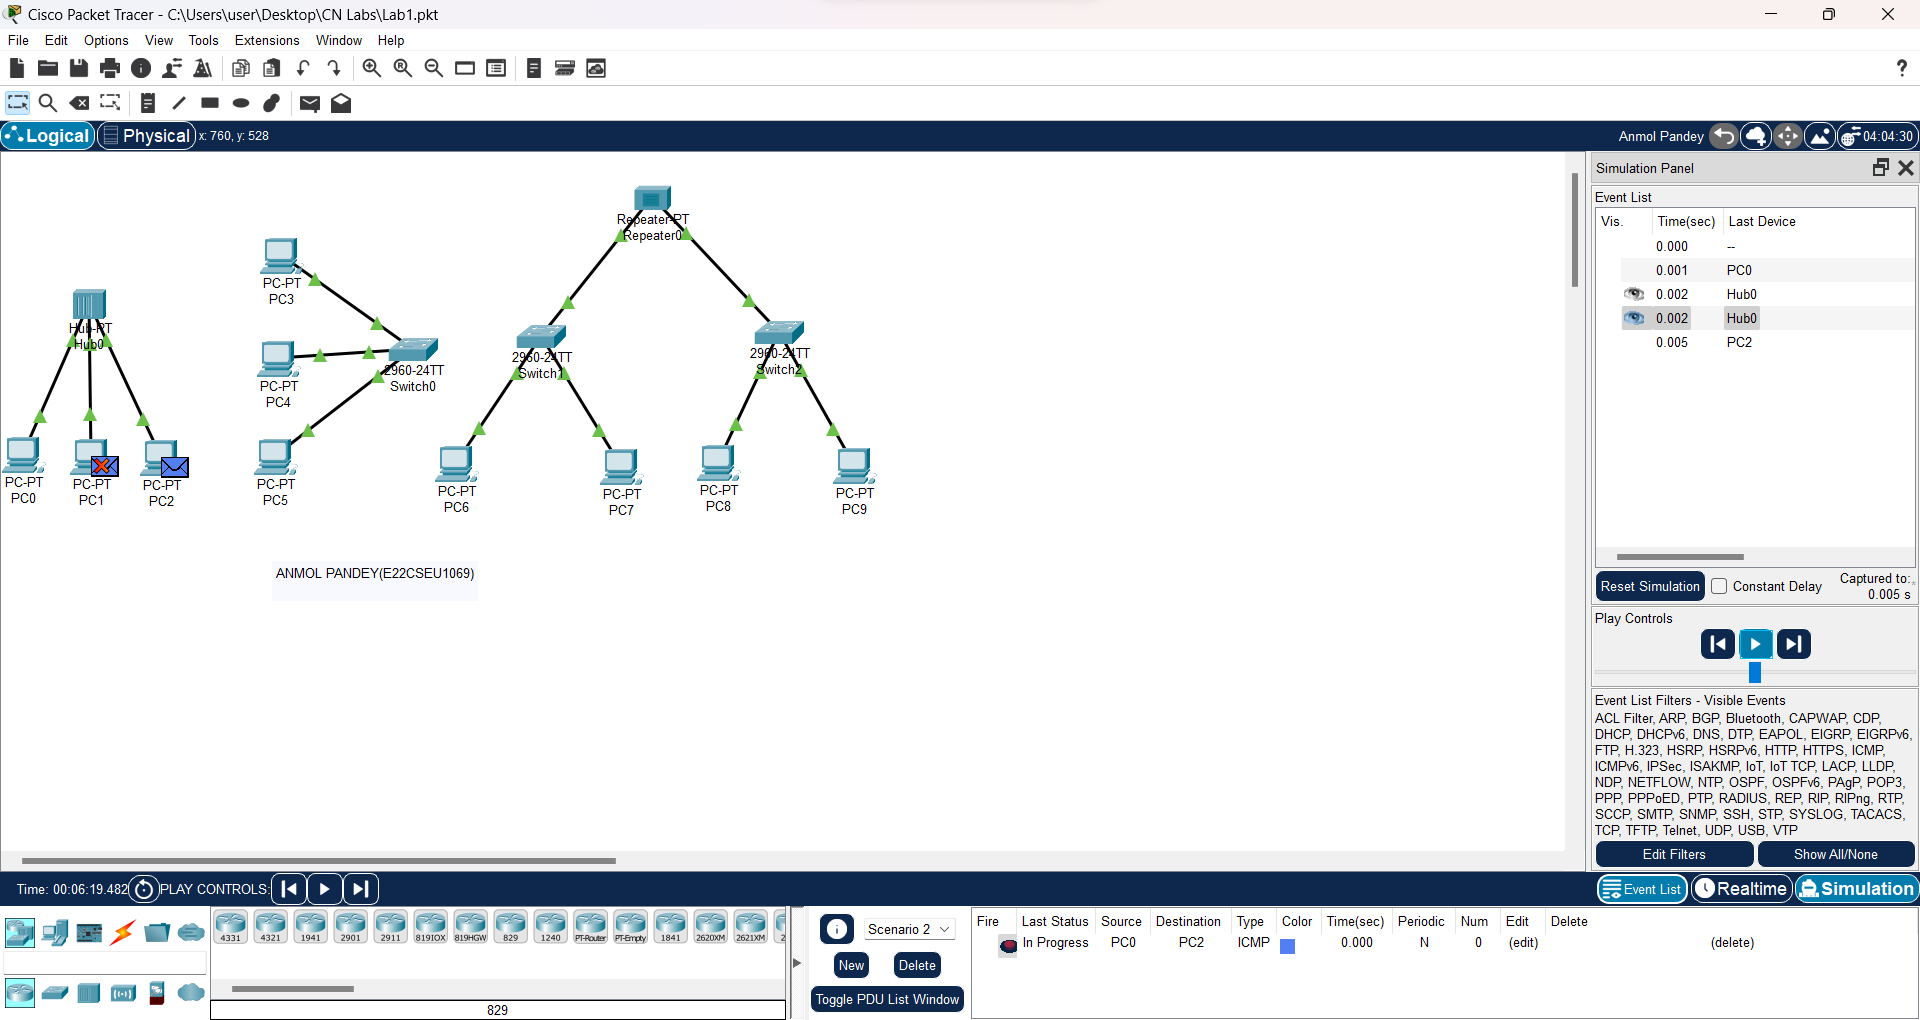 Cisco Packet Tracer - C:\Users\user\Desktop\CN Labs\Lab1.pkt
File Edit Options View Tools Extensions Window Help
?
Logical Physical x: 760, y: 528 Anmol Pandey 04:04:30
Simulation Panel
Event List
Vis. Time(sec) Last Device
0.000 --
0.001 PC0
0.002 Hub0
0.002 Hub0
0.005 PC2
Repeater-PT
Repeater0
PC-PT
PC3
Hub-PT
Hub0
PC-PT
PC4
2960-24TT
Switch0
2960-24TT
Switch1
2960-24TT
Switch2
PC-PT
PC0
PC-PT
PC1
PC-PT
PC2
PC-PT
PC5
PC-PT
PC6
PC-PT
PC7
PC-PT
PC8
PC-PT
PC9
ANMOL PANDEY(E22CSEU1069)
Reset Simulation Constant Delay Captured to:
0.005 s
Play Controls
Event List Filters - Visible Events
ACL Filter, ARP, BGP, Bluetooth, CAPWAP, CDP,
DHCP, DHCPv6, DNS, DTP, EAPOL, EIGRP, EIGRPv6,
FTP, H.323, HSRP, HSRPv6, HTTP, HTTPS, ICMP,
ICMPv6, IPSec, ISAKMP, IoT, IoT TCP, LACP, LLDP,
NDP, NETFLOW, NTP, OSPF, OSPFv6, PAgP, POP3,
PPP, PPPoED, PTP, RADIUS, REP, RIP, RIPng, RTP,
SCCP, SMTP, SNMP, SSH, STP, SYSLOG, TACACS,
TCP, TFTP, Telnet, UDP, USB, VTP
Edit Filters Show All/None
Time: 00:06:19.482 PLAY CONTROLS: Event List Realtime Simulation
4331 4321 1941 2901 2911 819IOX 819HGW 829 1240 PT-Router PT-Empty 1841 2620XM 2621XM 2
829
Scenario 2
New Delete
Toggle PDU List Window
Fire Last Status Source Destination Type Color Time(sec) Periodic Num Edit Delete
In Progress PC0 PC2 ICMP 0.000 N 0 (edit) (delete)